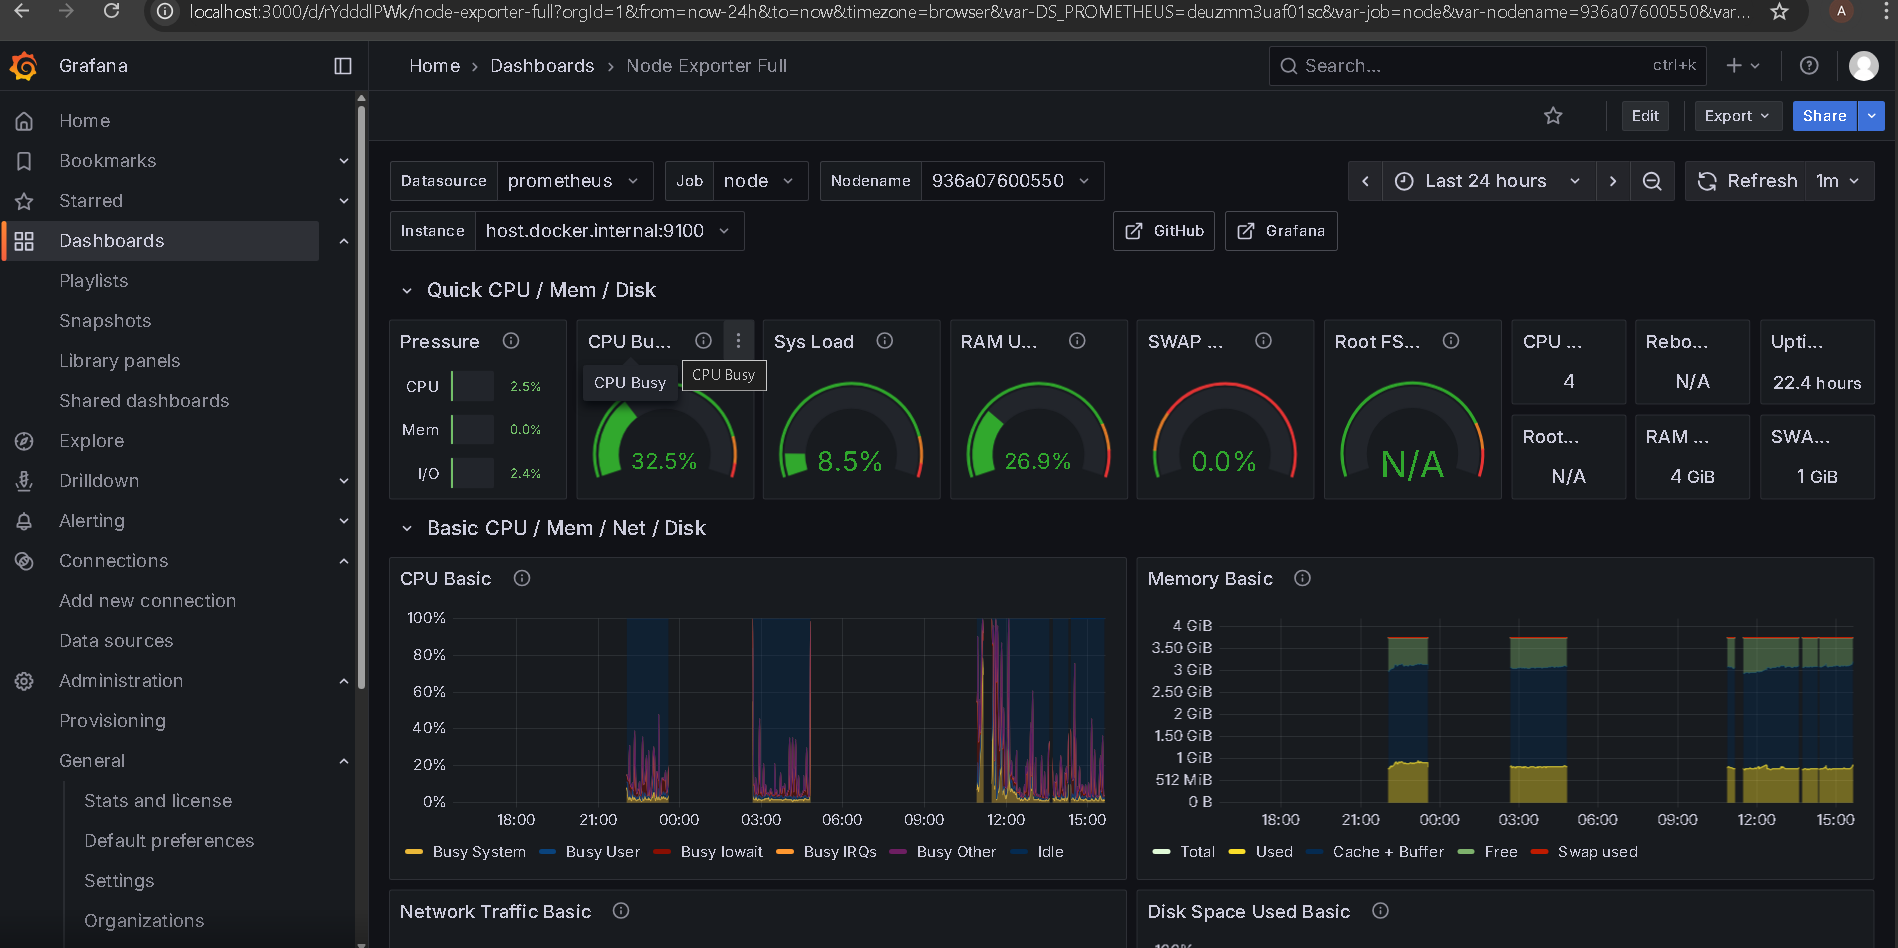 localhost:3000/d/rYdddlPWk/node-exporter-full?orgId=1&from=now-24h&to=now&timezone=browser&var-DS_PROMETHEUS=deuzmm3uaf01sc&var-job=node&var-nodename=936a07600550&var...
A
Grafana
Home › Dashboards › Node Exporter Full
Search...
ctrl+k
Edit
Export
Share
Home
Bookmarks
Starred
Dashboards
Playlists
Snapshots
Library panels
Shared dashboards
Explore
Drilldown
Alerting
Connections
Add new connection
Data sources
Administration
Provisioning
General
Stats and license
Default preferences
Settings
Organizations
Datasource prometheus
Job node
Nodename 936a07600550
Last 24 hours
Refresh 1m
Instance host.docker.internal:9100
GitHub
Grafana
Quick CPU / Mem / Disk
Pressure
CPU 2.5%
Mem 0.0%
I/O 2.4%
CPU Bu...
CPU Busy
CPU Busy
32.5%
Sys Load
8.5%
RAM U...
26.9%
SWAP ...
0.0%
Root FS...
N/A
CPU ...
4
Rebo...
N/A
Upti...
22.4 hours
Root...
N/A
RAM ...
4 GiB
SWA...
1 GiB
Basic CPU / Mem / Net / Disk
CPU Basic
100%
80%
60%
40%
20%
0%
18:00 21:00 00:00 03:00 06:00 09:00 12:00 15:00
Busy System Busy User Busy Iowait Busy IRQs Busy Other Idle
Memory Basic
4 GiB
3.50 GiB
3 GiB
2.50 GiB
2 GiB
1.50 GiB
1 GiB
512 MiB
0 B
18:00 21:00 00:00 03:00 06:00 09:00 12:00 15:00
Total Used Cache + Buffer Free Swap used
Network Traffic Basic
Disk Space Used Basic
100%